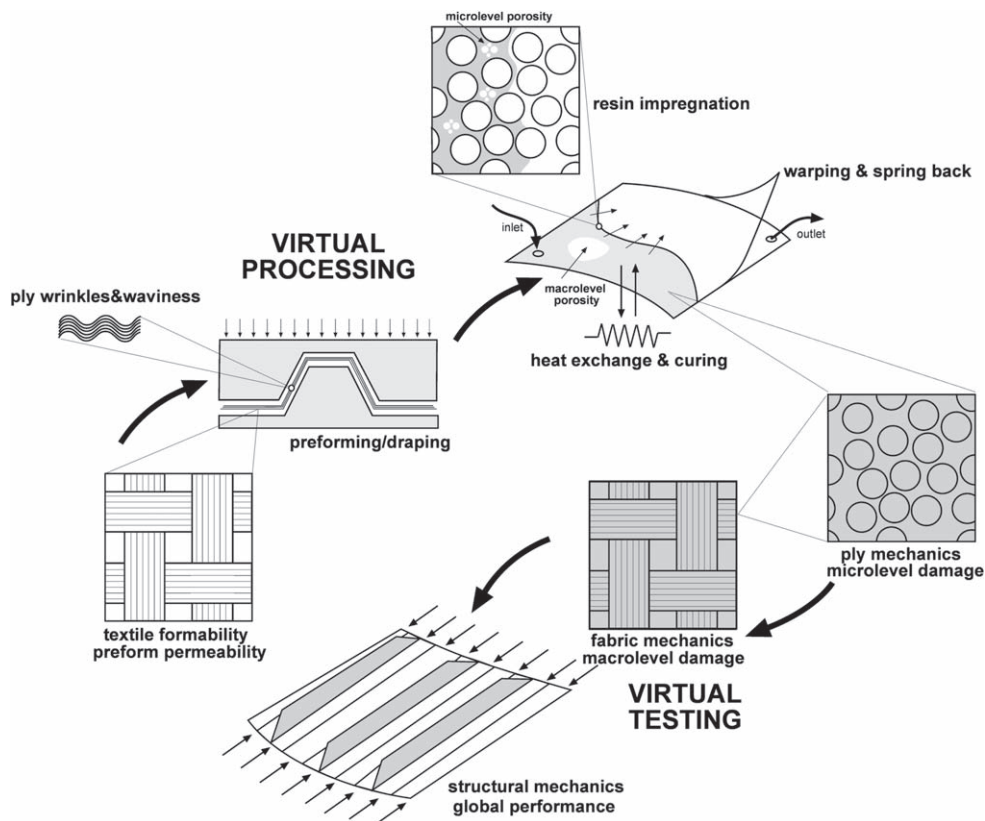 microlevel porosity
resin impregnation
warping & spring back
inlet
outlet
VIRTUAL
PROCESSING
macrolevel
porosity
ply wrinkles&waviness
heat exchange & curing
preforming/draping
ply mechanics
microlevel damage
textile formability
preform permeability
fabric mechanics
macrolevel damage
VIRTUAL
TESTING
structural mechanics
global performance